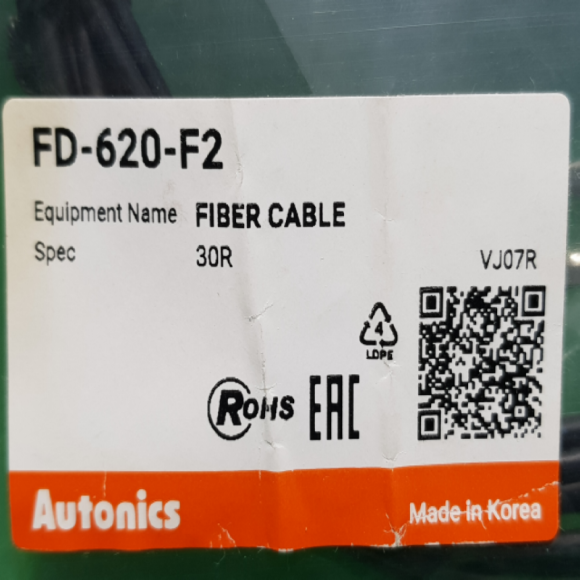 FD-620-F2
Equipment Name FIBER CABLE
Spec 30R
VJ07R
4
LDPE
RoHS EAC
Autonics
Made in Korea